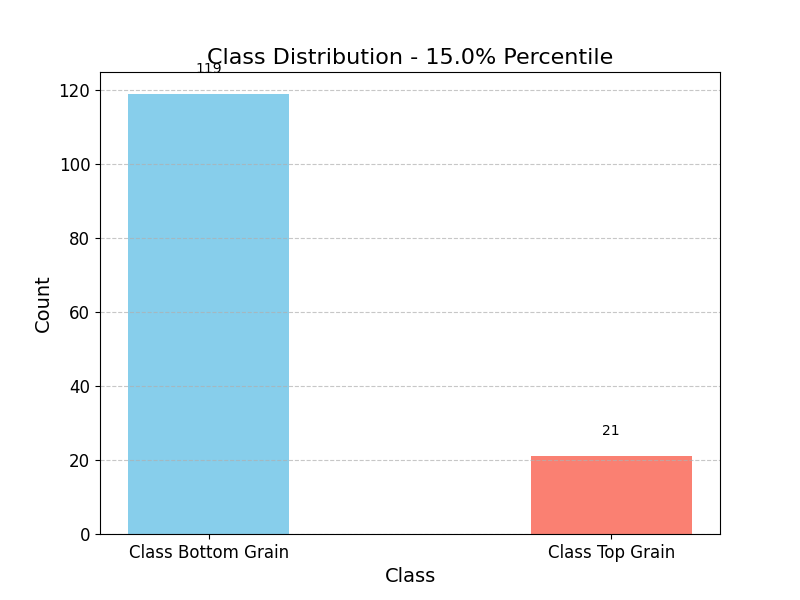 Class Distribution - 15.0% Percentile
119
120
100
80
60
40
21
20
0
Count
Class Bottom Grain
Class Top Grain
Class